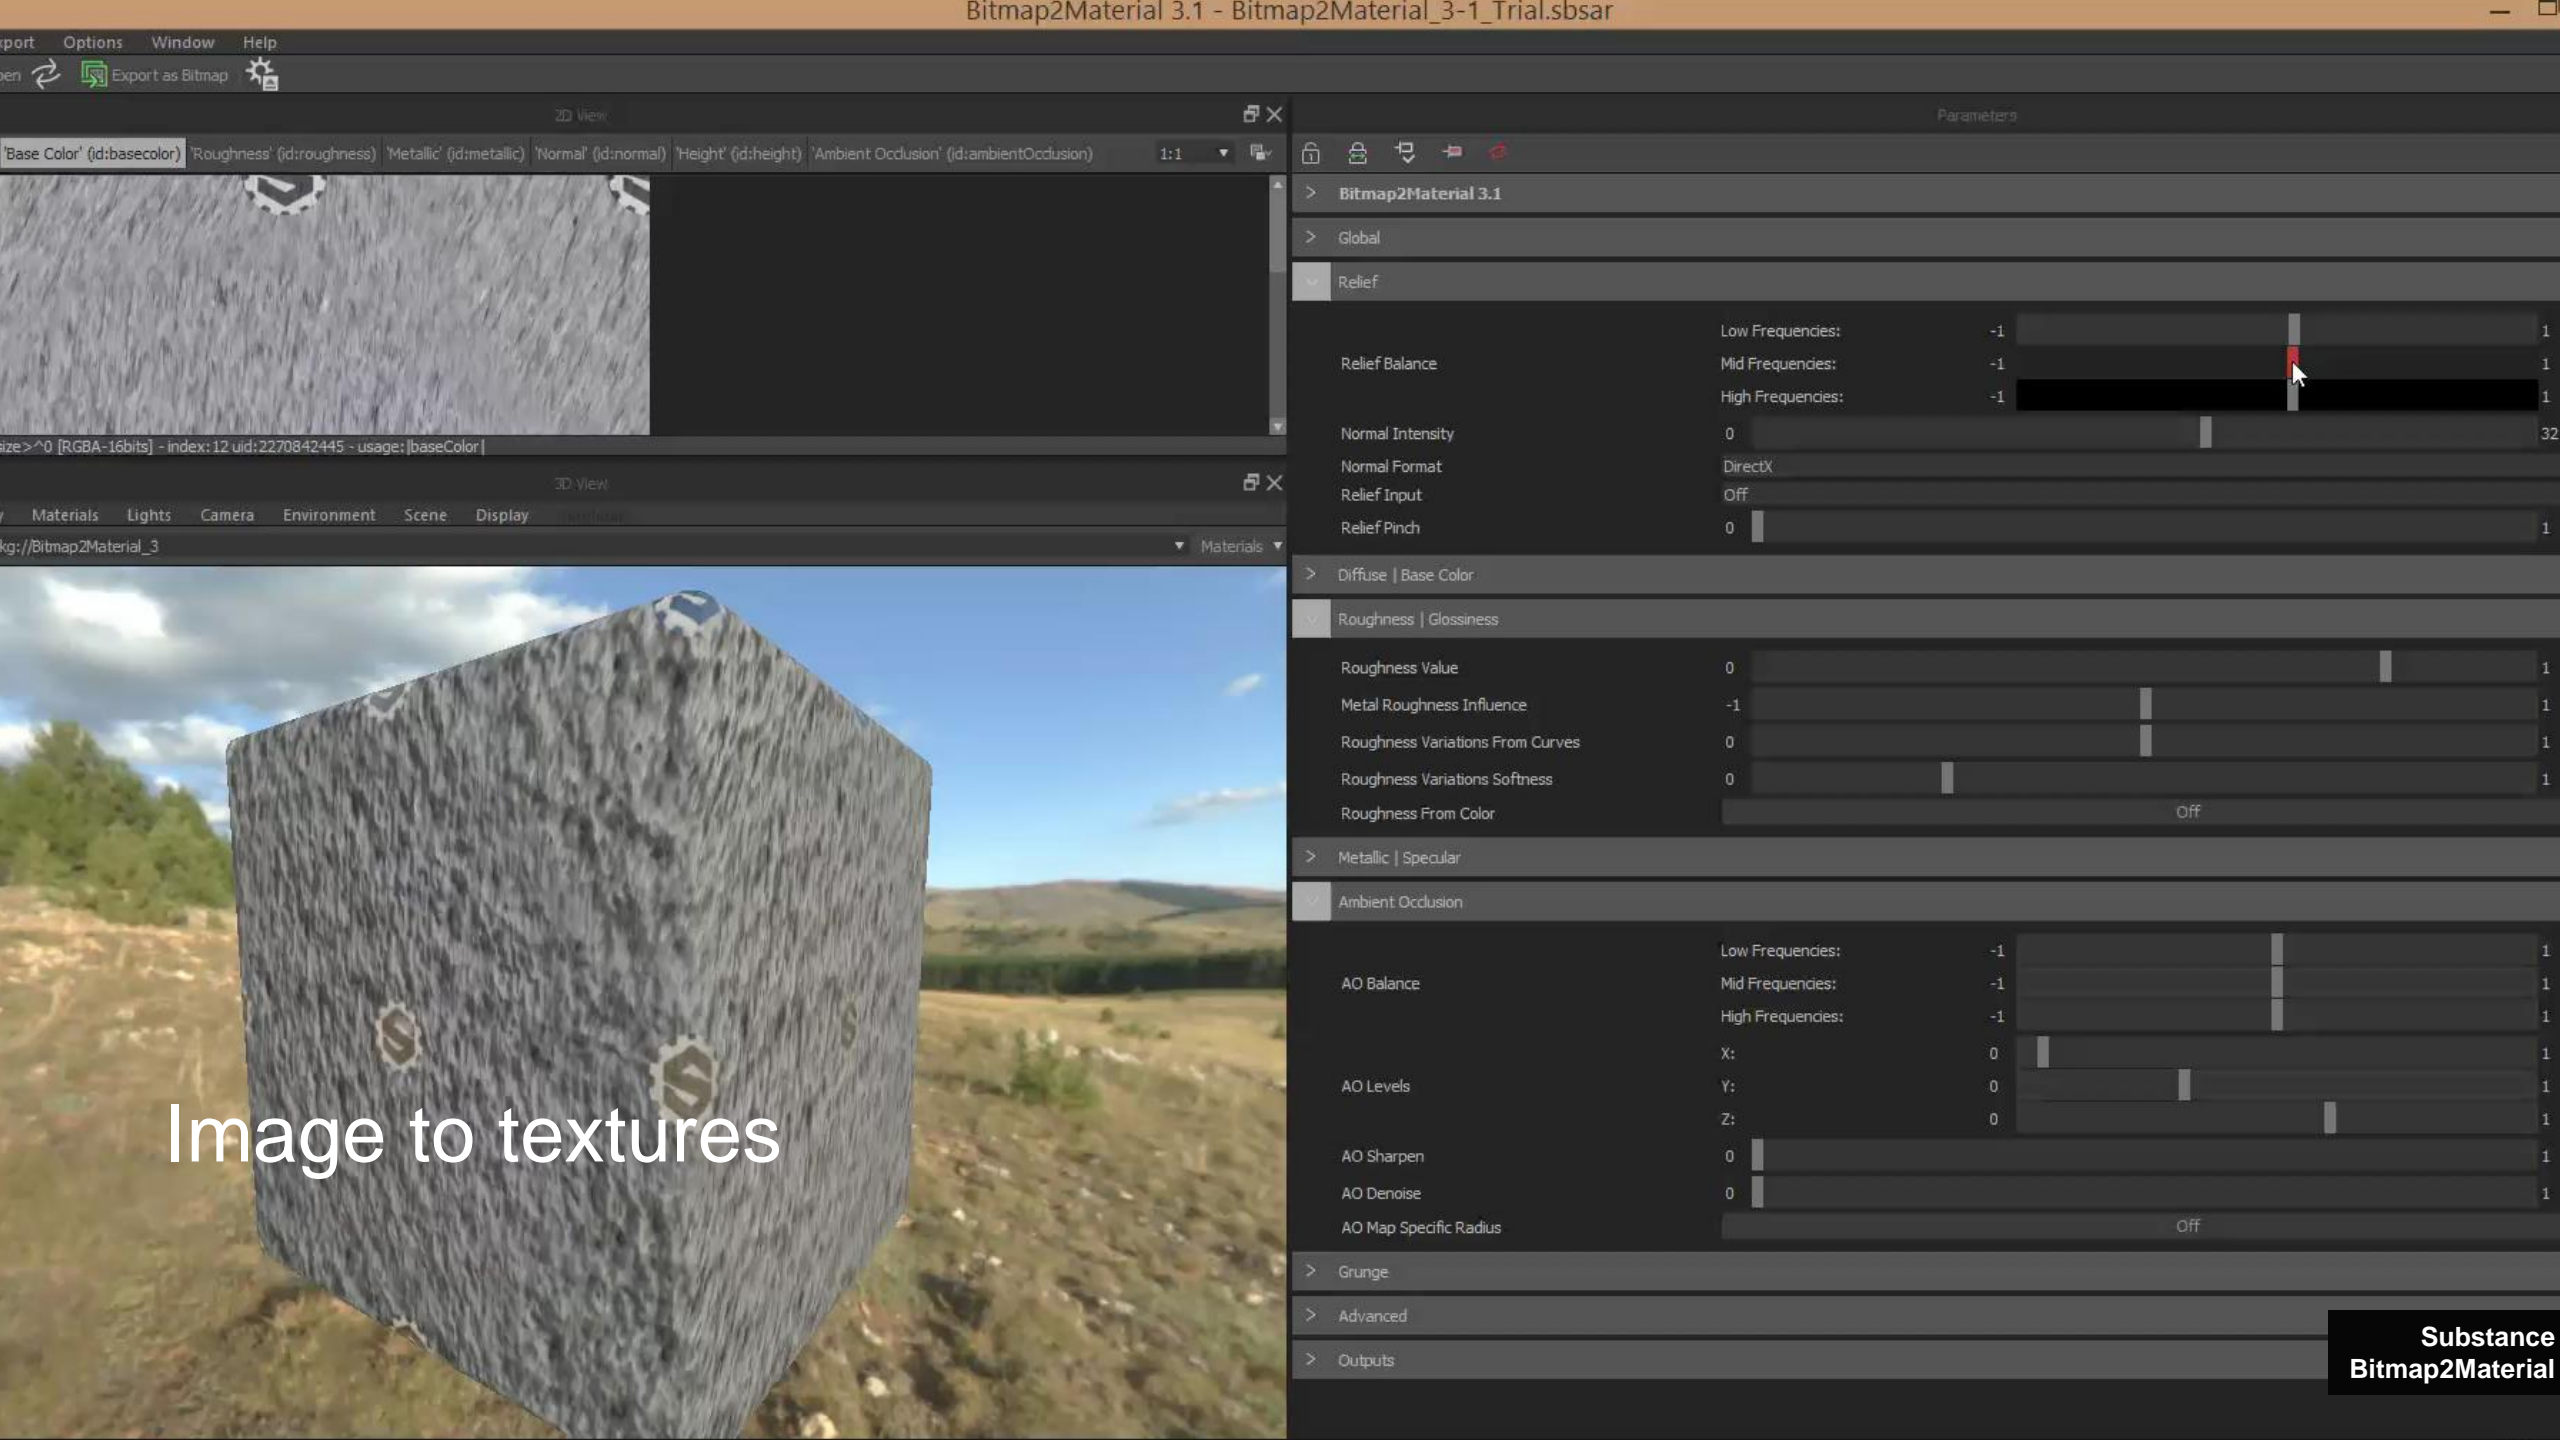 Bitmap2Material 3.1 - Bitmap2Material_3-1_Trial.sbsar
xport Options Window Help
pen Export as Bitmap
2D View
Parameters
'Base Color' (id:basecolor) 'Roughness' (id:roughness) 'Metallic' (id:metallic) 'Normal' (id:normal) 'Height' (id:height) 'Ambient Occlusion' (id:ambientOcclusion) 1:1
size>^0 [RGBA-16bits] - index:12 uid:2270842445 - usage:|baseColor|
3D View
y Materials Lights Camera Environment Scene Display
kg://Bitmap2Material_3 Materials
Image to textures
Bitmap2Material 3.1
Global
Relief
Relief Balance
Low Frequencies: -1 1
Mid Frequencies: -1 1
High Frequencies: -1 1
Normal Intensity 0 32
Normal Format DirectX
Relief Input Off
Relief Pinch 0 1
Diffuse | Base Color
Roughness | Glossiness
Roughness Value 0 1
Metal Roughness Influence -1 1
Roughness Variations From Curves 0 1
Roughness Variations Softness 0 1
Roughness From Color Off
Metallic | Specular
Ambient Occlusion
AO Balance
Low Frequencies: -1 1
Mid Frequencies: -1 1
High Frequencies: -1 1
AO Levels
X: 0 1
Y: 0 1
Z: 0 1
AO Sharpen 0 1
AO Denoise 0 1
AO Map Specific Radius Off
Grunge
Advanced
Outputs
Substance
Bitmap2Material